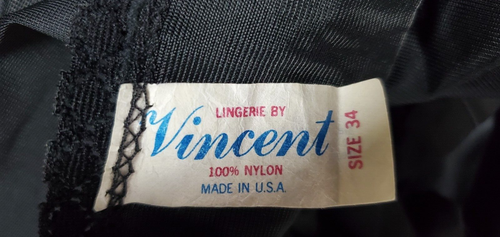 LINGERIE BY
Vincent
100% NYLON
MADE IN U.S.A.
SIZE 34